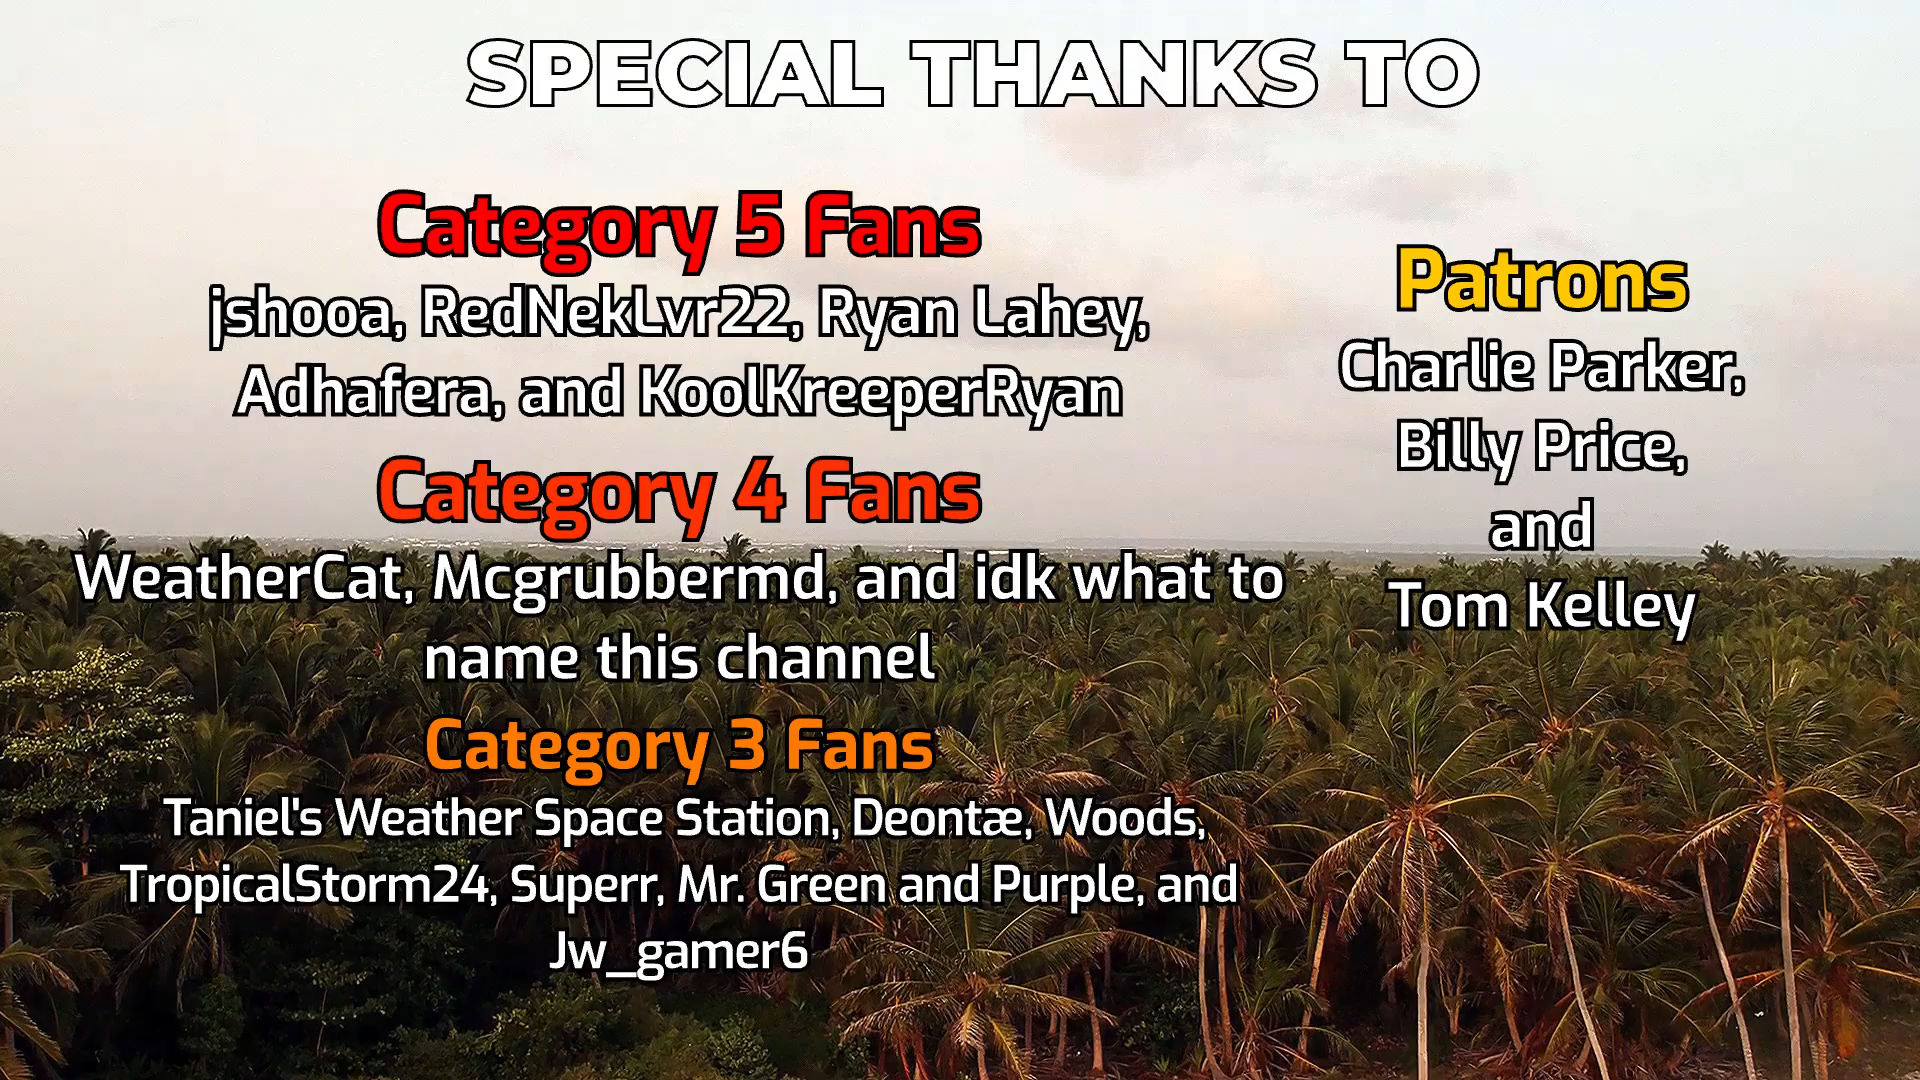 SPECIAL THANKS TO
Category 5 Fans
jshooa, RedNekLvr22, Ryan Lahey,
Adhafera, and KoolKreeperRyan
Category 4 Fans
WeatherCat, Mcgrubbermd, and idk what to
name this channel
Category 3 Fans
Taniel's Weather Space Station, Deontæ, Woods,
TropicalStorm24, Superr, Mr. Green and Purple, and
Jw_gamer6
Patrons
Charlie Parker,
Billy Price,
and
Tom Kelley